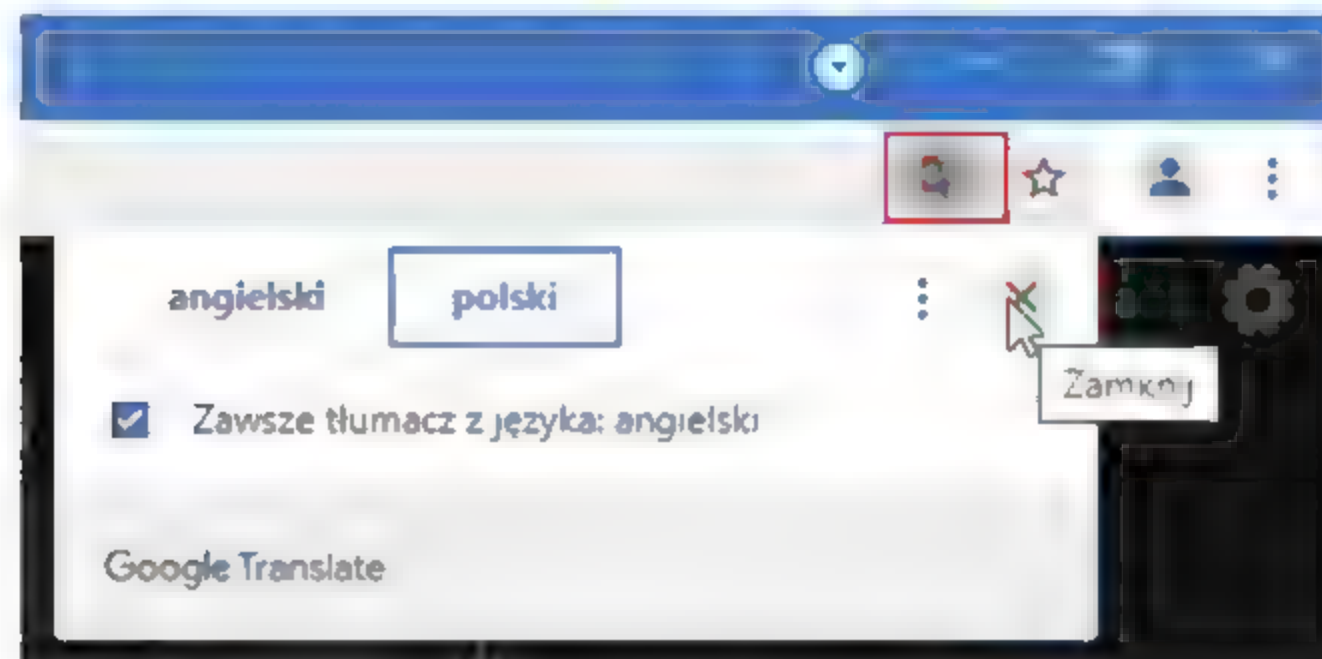 angielski polski
Zamknij
Zawsze tłumacz z języka: angielski
Google Translate